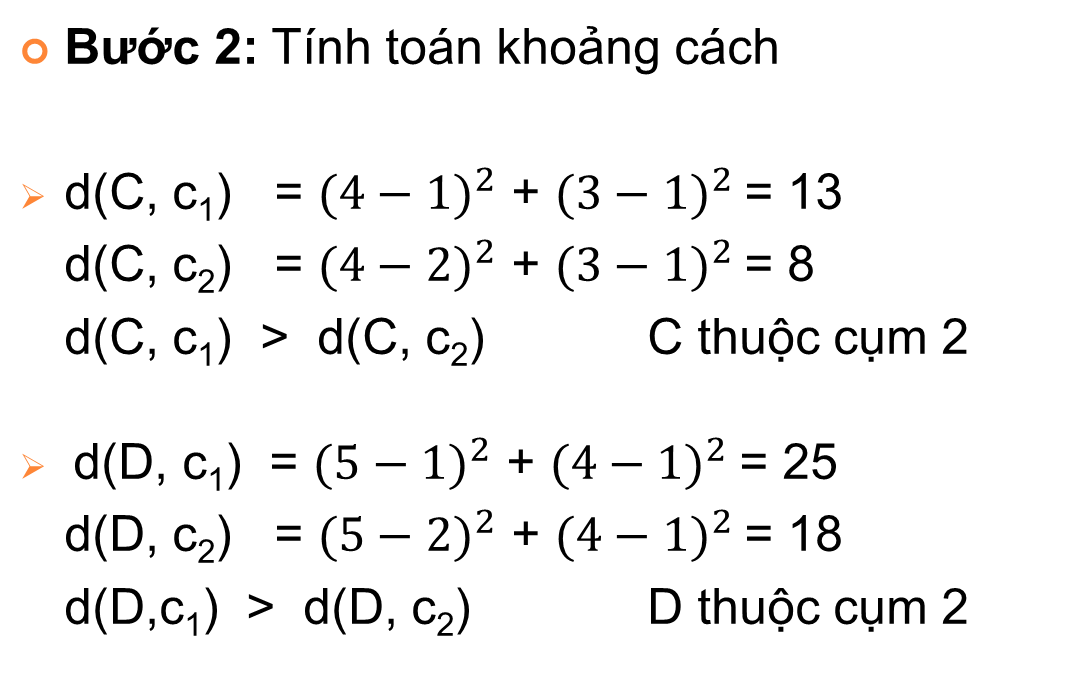 Bước 2: Tính toán khoảng cách
d(C, c₁) = (4 − 1)² + (3 − 1)² = 13
d(C, c₂) = (4 − 2)² + (3 − 1)² = 8
d(C, c₁) > d(C, c₂) C thuộc cụm 2
d(D, c₁) = (5 − 1)² + (4 − 1)² = 25
d(D, c₂) = (5 − 2)² + (4 − 1)² = 18
d(D,c₁) > d(D, c₂) D thuộc cụm 2